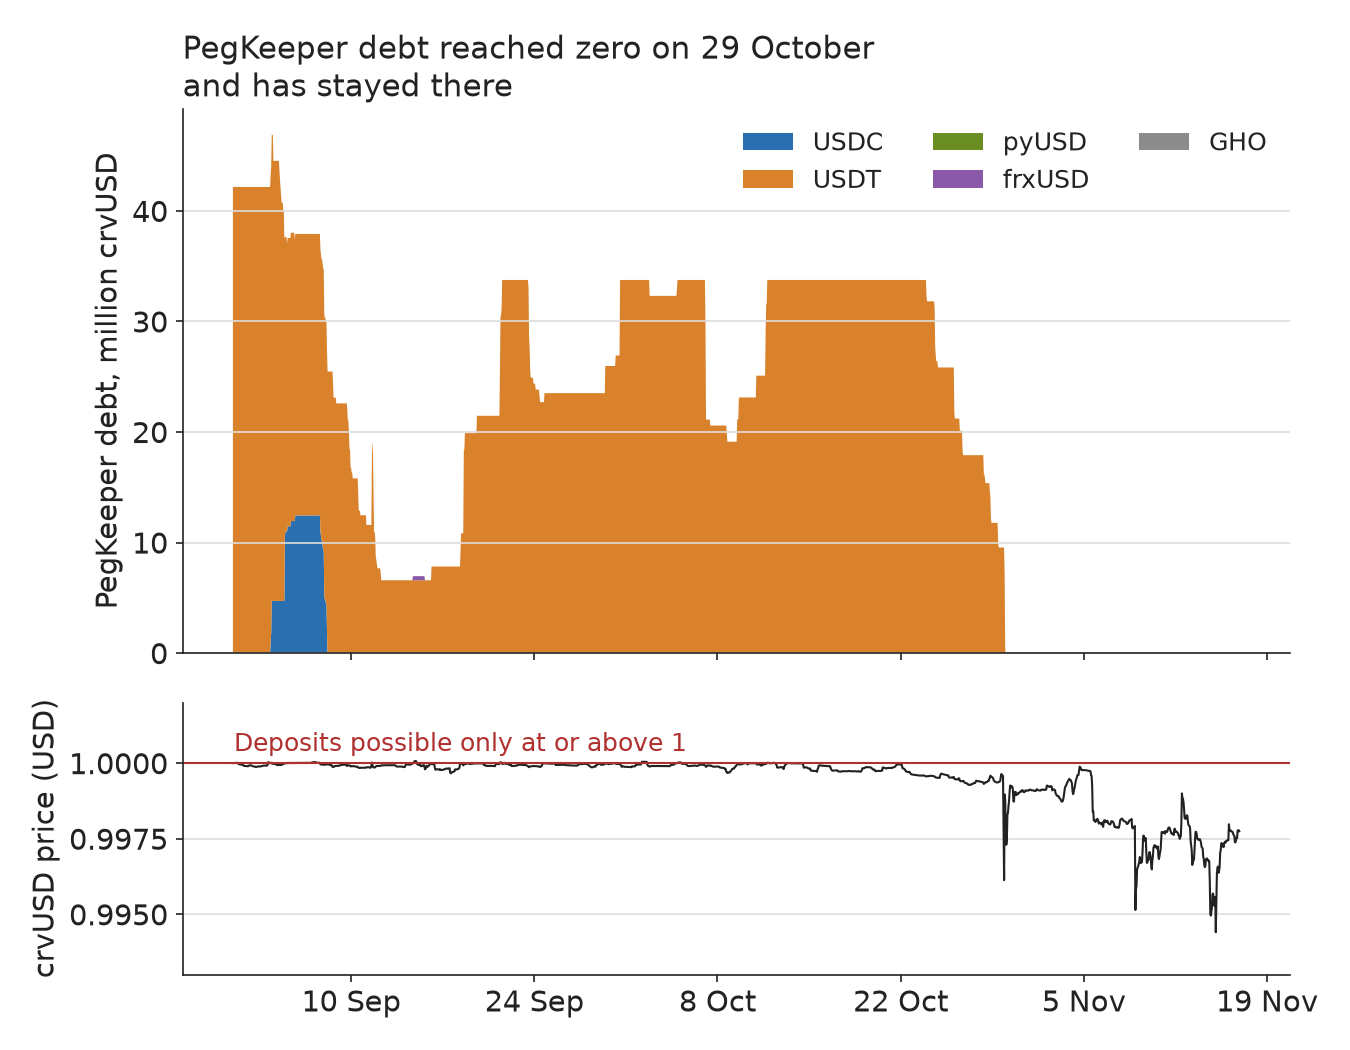 PegKeeper debt reached zero on 29 October
and has stayed there
USDC
USDT
pyUSD
frxUSD
GHO
PegKeeper debt, million crvUSD
40
30
20
10
0
Deposits possible only at or above 1
crvUSD price (USD)
1.0000
0.9975
0.9950
10 Sep
24 Sep
8 Oct
22 Oct
5 Nov
19 Nov